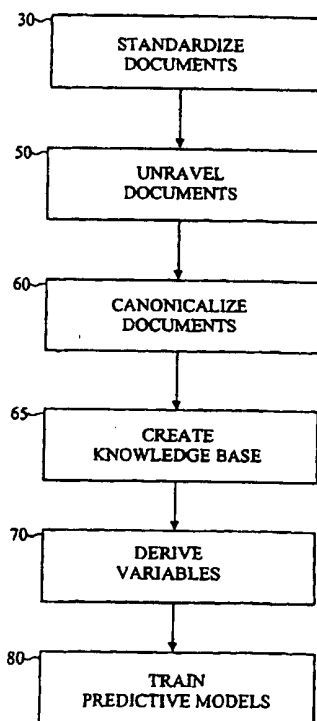 30
STANDARDIZE
DOCUMENTS
50
UNRAVEL
DOCUMENTS
60
CANONICALIZE
DOCUMENTS
65
CREATE
KNOWLEDGE BASE
70
DERIVE
VARIABLES
80
TRAIN
PREDICTIVE MODELS